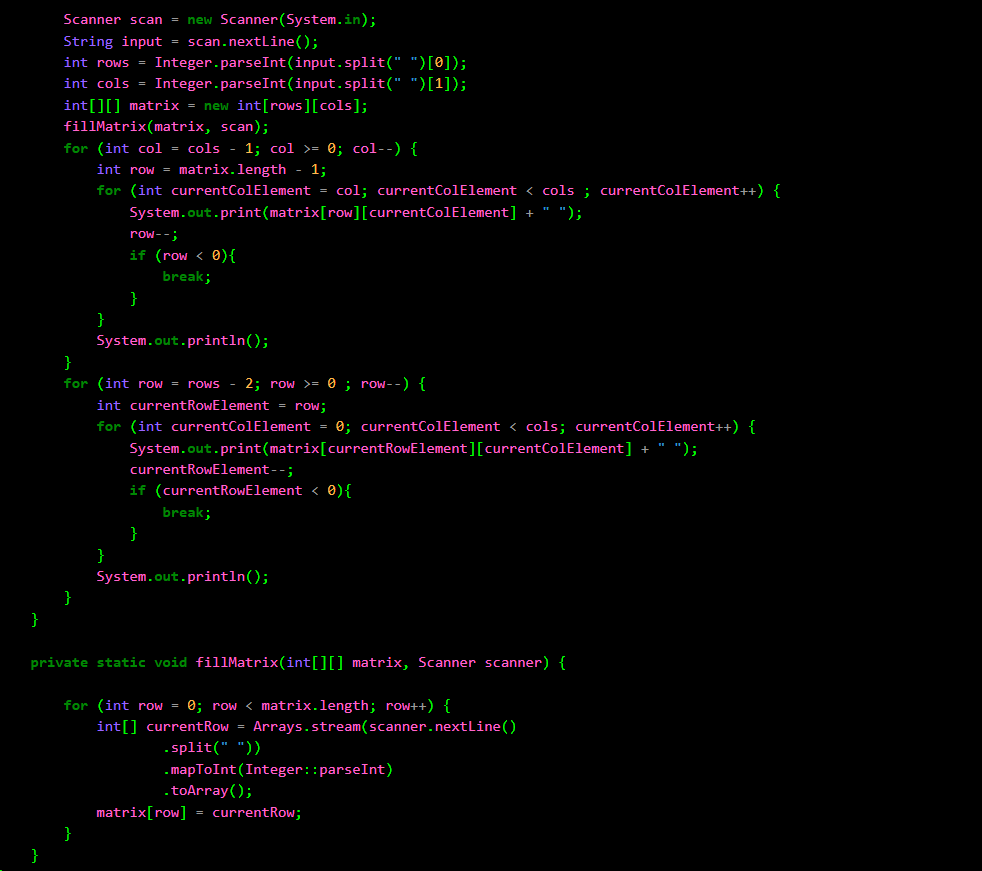 Scanner scan = new Scanner(System.in);
String input = scan.nextLine();
int rows = Integer.parseInt(input.split(" ")[0]);
int cols = Integer.parseInt(input.split(" ")[1]);
int[][] matrix = new int[rows][cols];
fillMatrix(matrix, scan);
for (int col = cols - 1; col >= 0; col--) {
int row = matrix.length - 1;
for (int currentColElement = col; currentColElement < cols ; currentColElement++) {
System.out.print(matrix[row][currentColElement] + " ");
row--;
if (row < 0){
break;
}
}
System.out.println();
}
for (int row = rows - 2; row >= 0 ; row--) {
int currentRowElement = row;
for (int currentColElement = 0; currentColElement < cols; currentColElement++) {
System.out.print(matrix[currentRowElement][currentColElement] + " ");
currentRowElement--;
if (currentRowElement < 0){
break;
}
}
System.out.println();
}
}
private static void fillMatrix(int[][] matrix, Scanner scanner) {
for (int row = 0; row < matrix.length; row++) {
int[] currentRow = Arrays.stream(scanner.nextLine()
.split(" "))
.mapToInt(Integer::parseInt)
.toArray();
matrix[row] = currentRow;
}
}